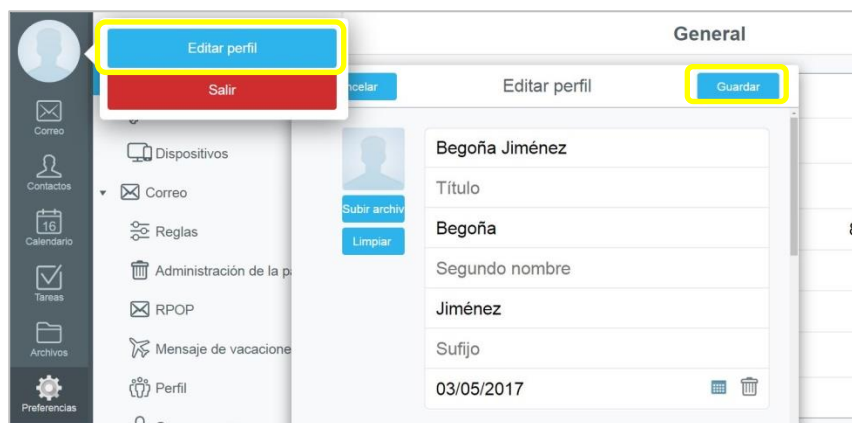 Editar perfil
Salir
General
ncelar
Editar perfil
Guardar
Correo
Contactos
16
Calendario
Tareas
Archivos
Preferencias
Dispositivos
Correo
Reglas
Administración de la p
RPOP
Mensaje de vacacione
Perfil
Subir archiv
Limpiar
Begoña Jiménez
Título
Begoña
Segundo nombre
Jiménez
Sufijo
03/05/2017